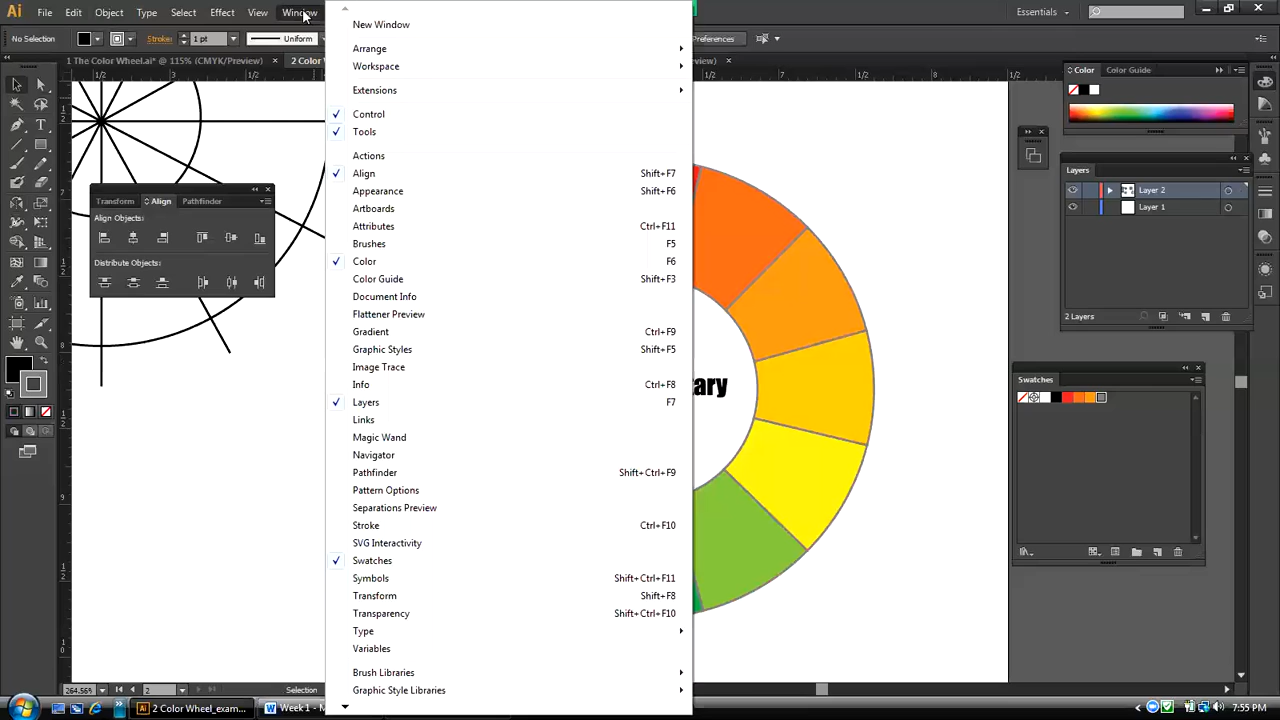 Ai File Edit Object Type Select Effect View Window
Essentials
No Selection Stroke: 1 pt Uniform Preferences
1 The Color Wheel.ai* @ 115% (CMYK/Preview) × 2 Color
New Window
Arrange
Workspace
Extensions
Control
Tools
Actions
Align Shift+F7
Appearance Shift+F6
Artboards
Attributes Ctrl+F11
Brushes F5
Color F6
Color Guide Shift+F3
Document Info
Flattener Preview
Gradient Ctrl+F9
Graphic Styles Shift+F5
Image Trace
Info Ctrl+F8
Layers F7
Links
Magic Wand
Navigator
Pathfinder Shift+Ctrl+F9
Pattern Options
Separations Preview
Stroke Ctrl+F10
SVG Interactivity
Swatches
Symbols Shift+Ctrl+F11
Transform Shift+F8
Transparency Shift+Ctrl+F10
Type
Variables
Brush Libraries
Graphic Style Libraries
Transform Align Pathfinder
Align Objects:
Distribute Objects:
ary
Color Color Guide
Layers
Layer 2
Layer 1
2 Layers
Swatches
2 Selection
2 Color Wheel_exam...
Week1 - M
7:55 PM